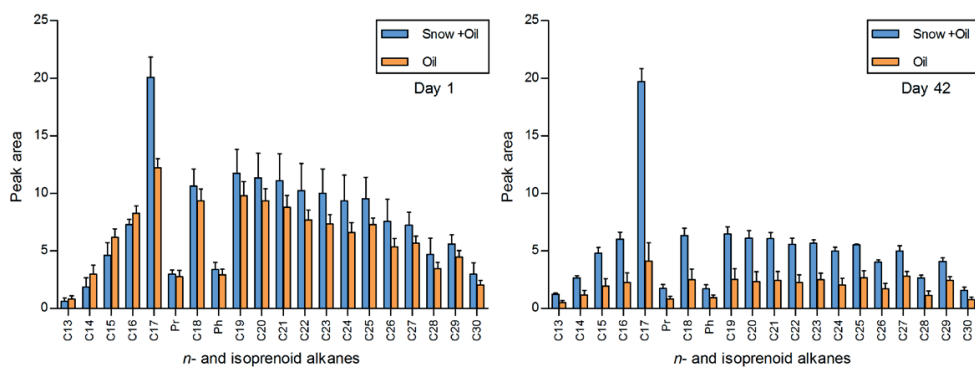 25
20
15
10
5
0
Peak area
Snow +Oil
Oil
Day 1
C13 C14 C15 C16 C17 Pr C18 Ph C19 C20 C21 C22 C23 C24 C25 C26 C27 C28 C29 C30
n- and isoprenoid alkanes
25
20
15
10
5
0
Peak area
Snow +Oil
Oil
Day 42
C13 C14 C15 C16 C17 Pr C18 Ph C19 C20 C21 C22 C23 C24 C25 C26 C27 C28 C29 C30
n- and isoprenoid alkanes